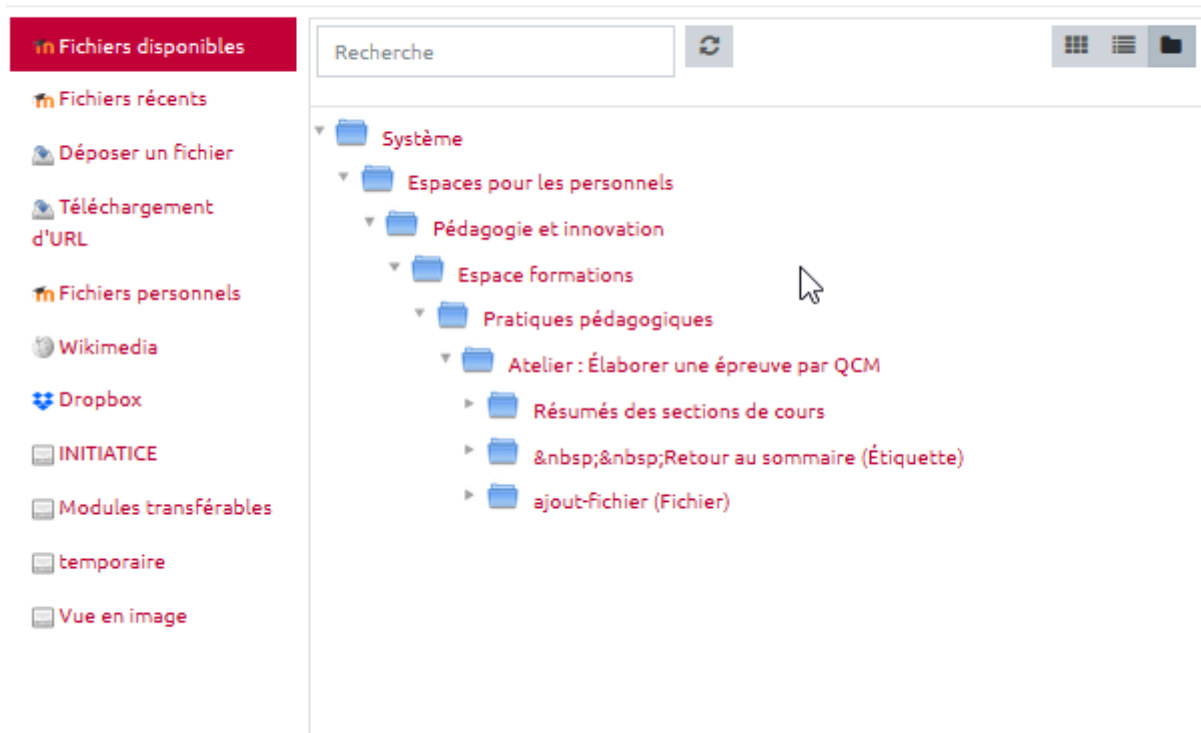 Fichiers disponibles
Fichiers récents
Déposer un fichier
Téléchargement
d'URL
Fichiers personnels
Wikimedia
Dropbox
INITIATICE
Modules transférables
temporaire
Vue en image
Recherche
Système
Espaces pour les personnels
Pédagogie et innovation
Espace formations
Pratiques pédagogiques
Atelier : Élaborer une épreuve par QCM
Résumés des sections de cours
&nbsp;&nbsp;Retour au sommaire (Étiquette)
ajout-fichier (Fichier)